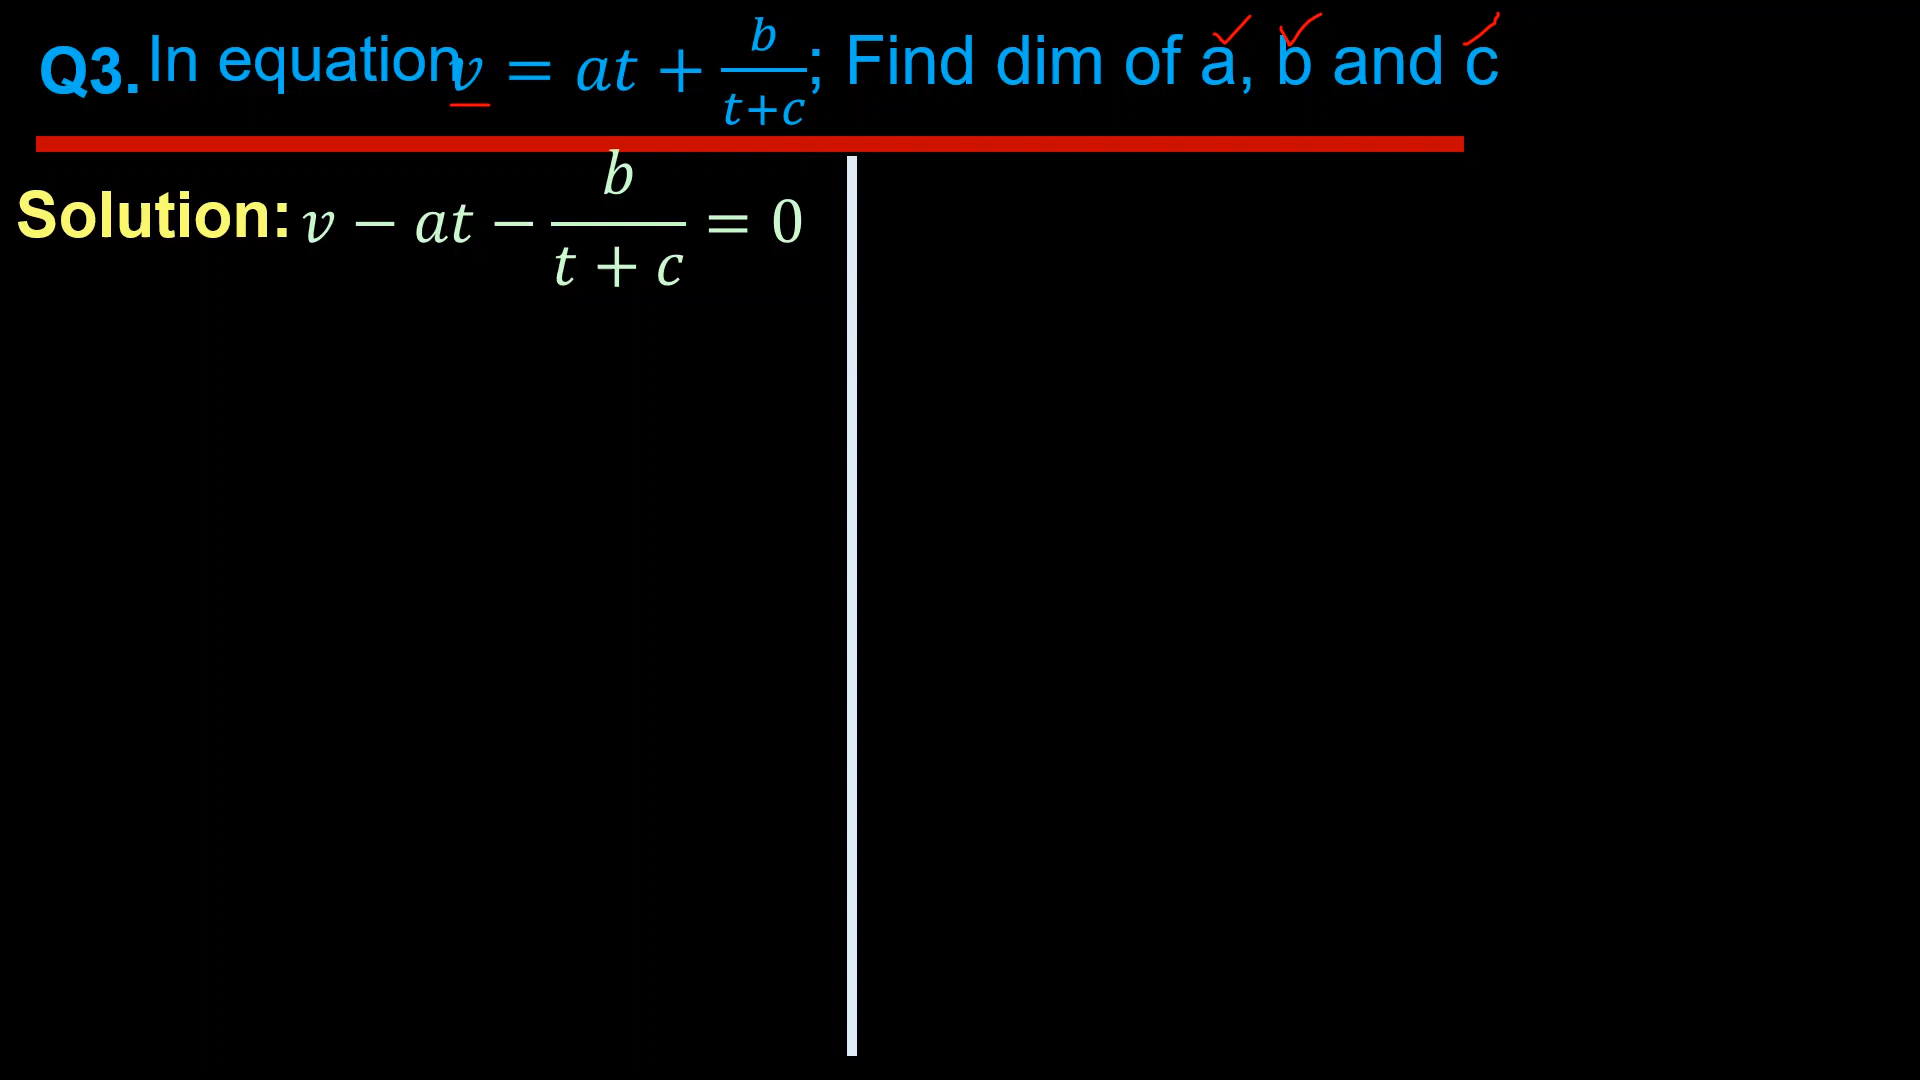 Q3. In equation v = at + b/(t+c); Find dim of a, b and c
Solution: v − at − b/(t + c) = 0